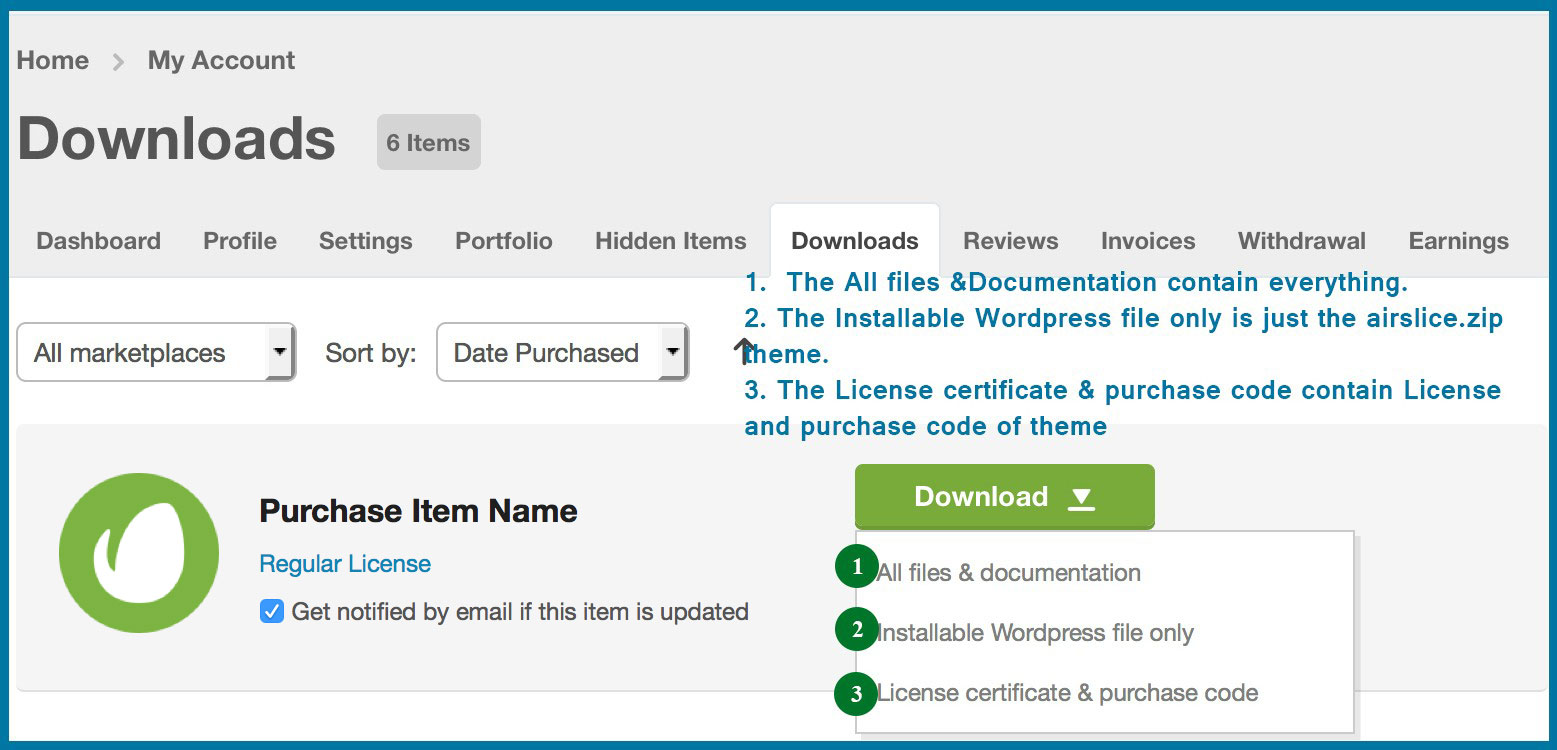 Home My Account
Downloads 6 Items
Dashboard Profile Settings Portfolio Hidden Items Downloads Reviews Invoices Withdrawal Earnings
1. The All files &Documentation contain everything.
2. The Installable Wordpress file only is just the airslice.zip
theme.
3. The License certificate & purchase code contain License
and purchase code of theme
All marketplaces Sort by: Date Purchased
Purchase Item Name
Regular License
Get notified by email if this item is updated
Download
1 All files & documentation
2 Installable Wordpress file only
3 License certificate & purchase code